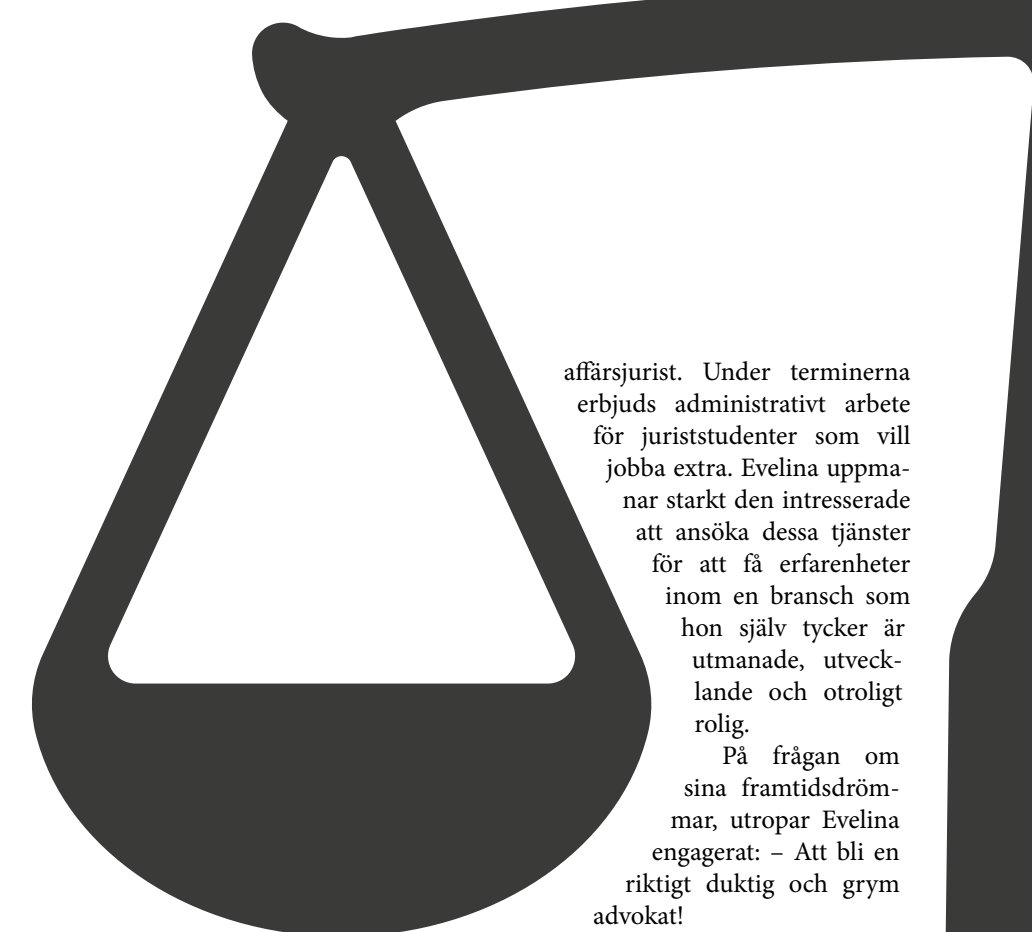 affärsjurist. Under terminerna
erbjuds administrativt arbete
för juriststudenter som vill
jobba extra. Evelina uppma-
nar starkt den intresserade
att ansöka dessa tjänster
för att få erfarenheter
inom en bransch som
hon själv tycker är
utmanade, utveck-
lande och otroligt
rolig.
På frågan om
sina framtidsdröm-
mar, utropar Evelina
engagerat: – Att bli en
riktigt duktig och grym
advokat!